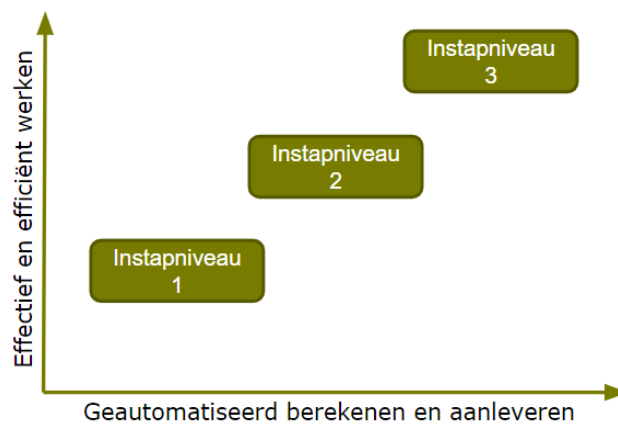 Effectief en efficiënt werken
Instapniveau
3
Instapniveau
2
Instapniveau
1
Geautomatiseerd berekenen en aanleveren